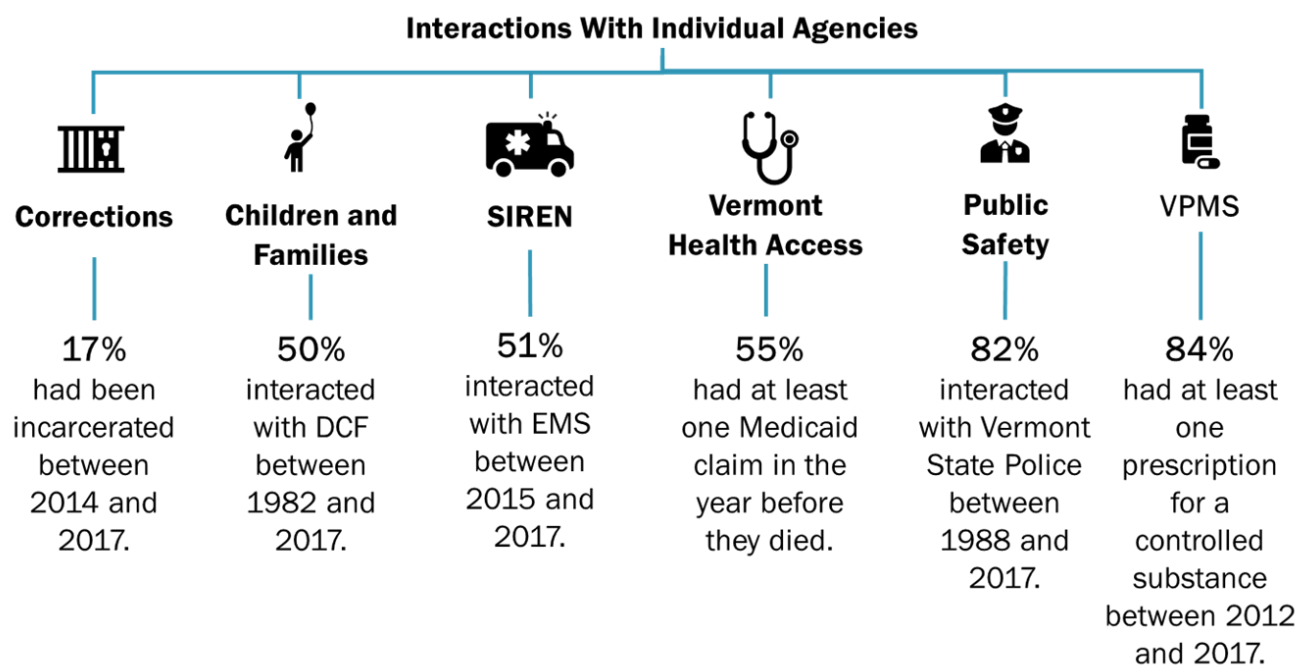 Interactions With Individual Agencies
Corrections
17%
had been
incarcerated
between
2014 and
2017.
Children and
Families
50%
interacted
with DCF
between
1982 and
2017.
SIREN
51%
interacted
with EMS
between
2015 and
2017.
Vermont
Health Access
55%
had at least
one Medicaid
claim in the
year before
they died.
Public
Safety
82%
interacted
with Vermont
State Police
between
1988 and
2017.
VPMS
84%
had at least
one
prescription
for a
controlled
substance
between 2012
and 2017.